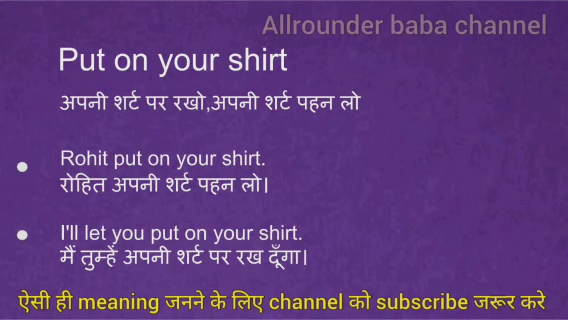 Allrounder baba channel
Put on your shirt
अपनी शर्ट पर रखो,अपनी शर्ट पहन लो
Rohit put on your shirt.
रोहित अपनी शर्ट पहन लो।
I'll let you put on your shirt.
मैं तुम्हें अपनी शर्ट पर रख दूँगा।
ऐसी ही meaning जनने के लिए channel को subscribe जरूर करे